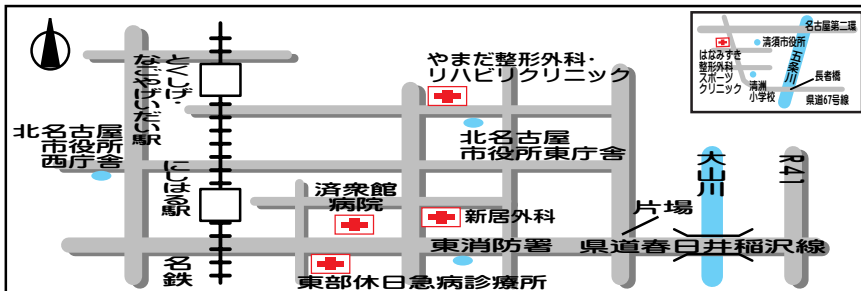 とくしげ・
なごやげいだい駅
やまだ整形外科・
リハビリクリニック
北名古屋
市役所
西庁舎
にしはる駅
北名古屋
市役所東庁舎
済衆館
病院
新居外科
大山川
R41
片場
名鉄
東消防署
県道春日井稲沢線
東部休日急病診療所
名古屋第二環
清須市役所
はなみずき
整形外科
スポーツ
クリニック
五条川
清洲
小学校
長者橋
県道67号線